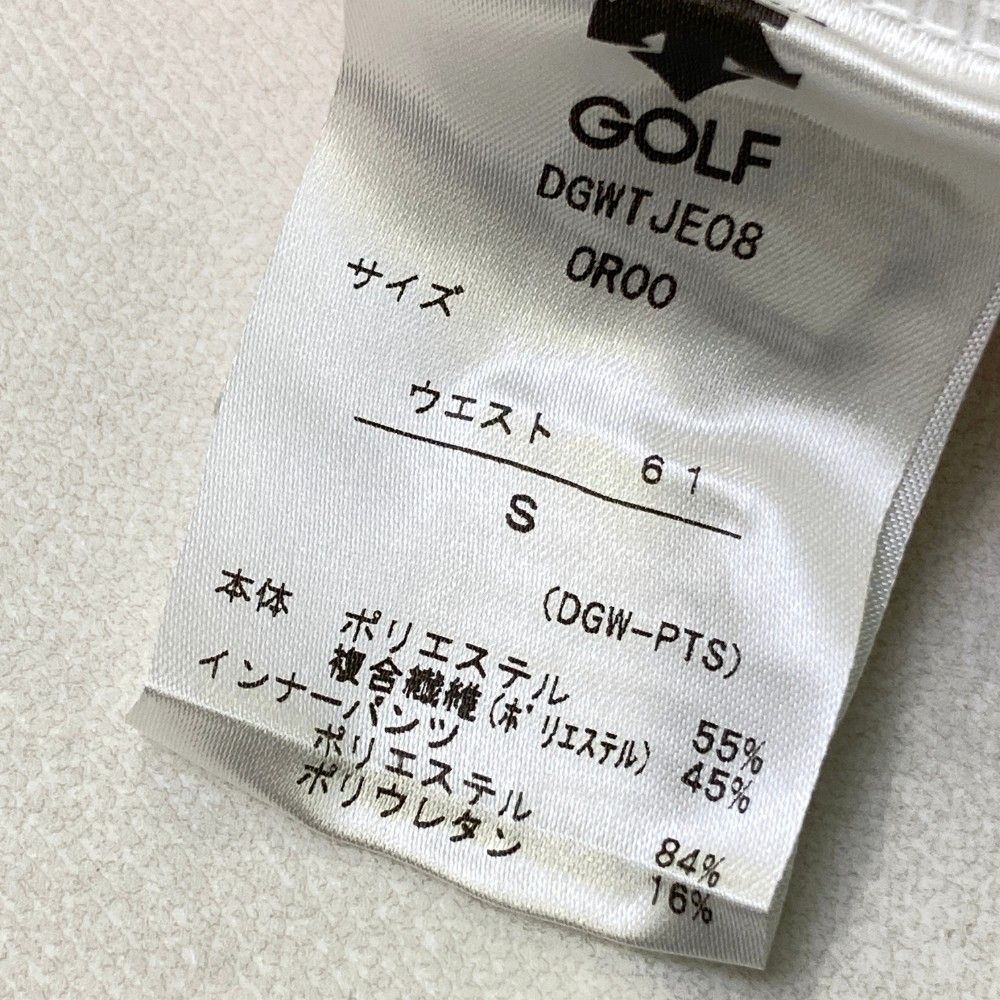 GOLF
DGWTJE08
OR00
サイズ
ウエスト 61
S
(DGW-PTS)
本体 ポリエステル 55%
複合繊維(ポリエステル) 45%
インナーパンツ
ポリエステル 84%
ポリウレタン 16%